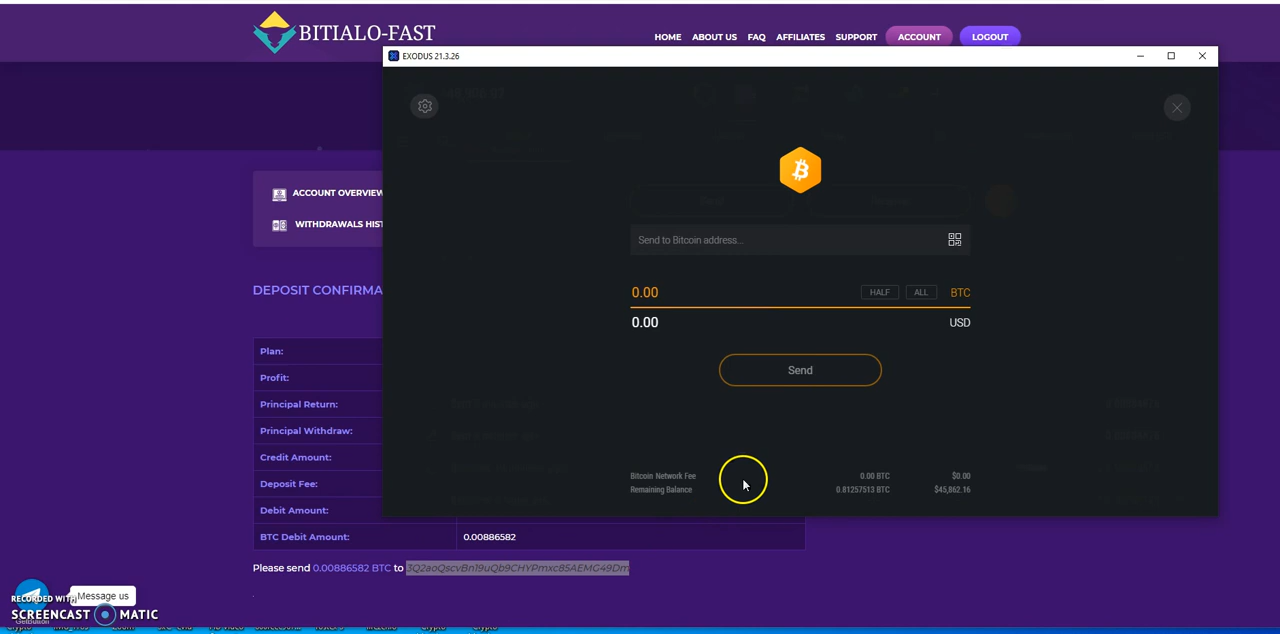 BITIALO-FAST
HOME ABOUT US FAQ AFFILIATES SUPPORT ACCOUNT LOGOUT
EXODUS 21.3.26
ACCOUNT OVERVIEW
WITHDRAWALS HIST
Send to Bitcoin address...
DEPOSIT CONFIRMA
0.00 HALF ALL BTC
0.00 USD
Plan:
Profit:
Send
Principal Return:
Principal Withdraw:
Credit Amount:
Deposit Fee:
Bitcoin Network Fee 0.00 BTC $0.00
Remaining Balance 0.81257513 BTC $45,862.16
Debit Amount:
BTC Debit Amount: 0.00886582
Please send 0.00886582 BTC to 3Q2aoQscvBn19uQb9CHYPmxc85AEMG49Dm
Message us
RECORDED WITH
SCREENCAST MATIC
GetButton